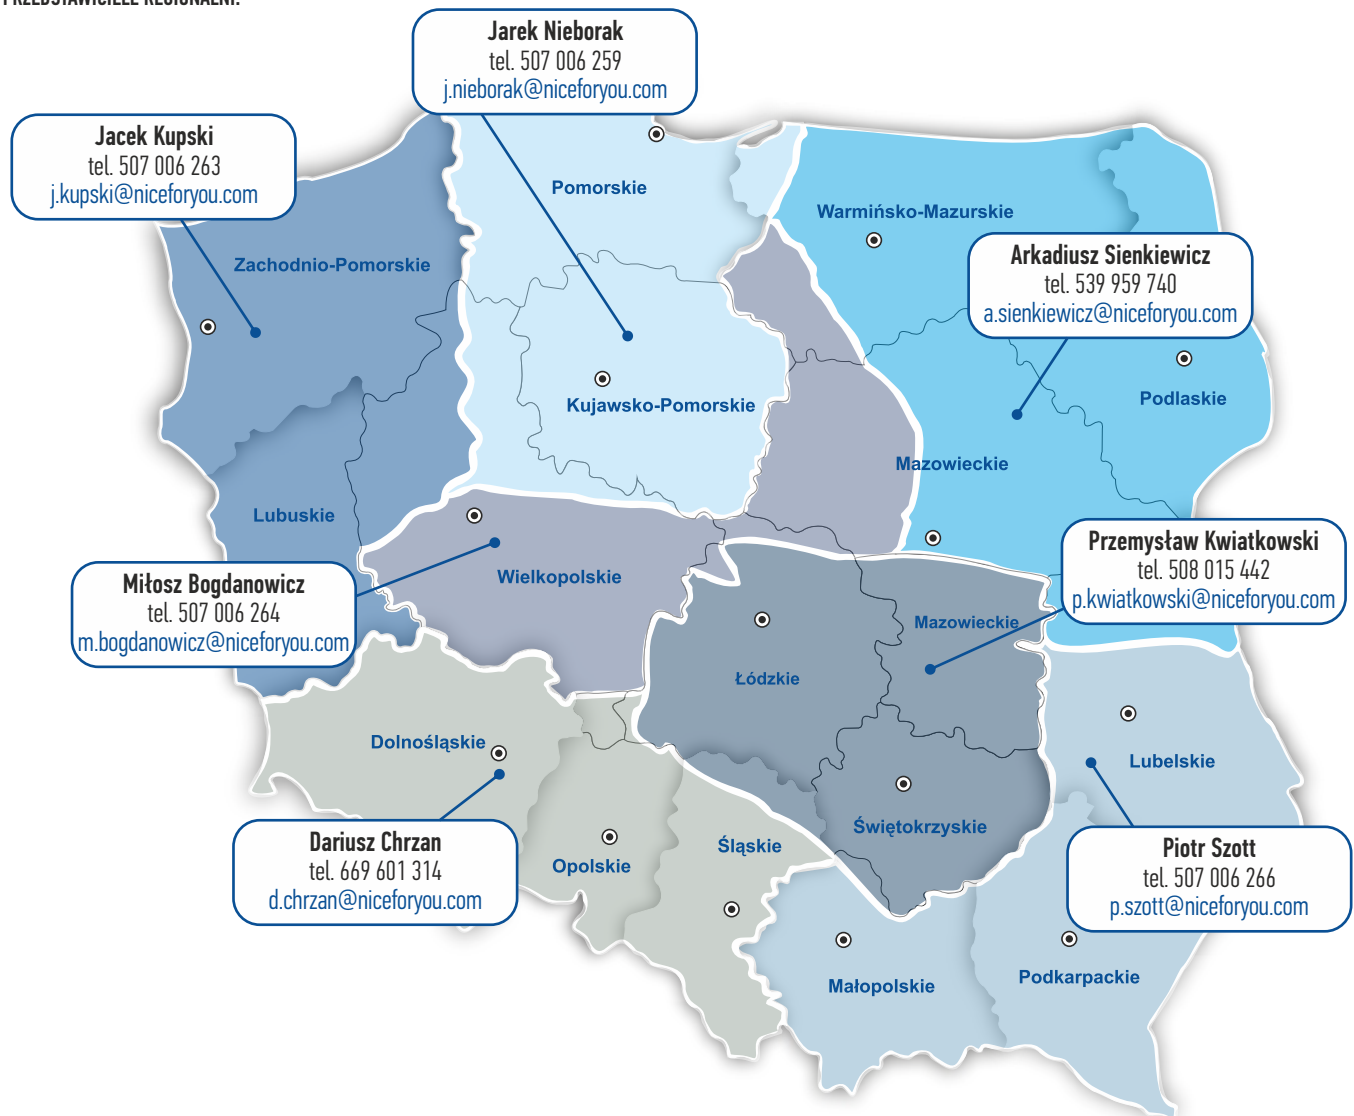 PRZEDSTAWICIELE REGIONALNI:
Jarek Nieborak
tel. 507 006 259
j.nieborak@niceforyou.com
Jacek Kupski
tel. 507 006 263
j.kupski@niceforyou.com
Pomorskie
Warmińsko-Mazurskie
Zachodnio-Pomorskie
Arkadiusz Sienkiewicz
tel. 539 959 740
a.sienkiewicz@niceforyou.com
Kujawsko-Pomorskie
Podlaskie
Mazowieckie
Lubuskie
Przemysław Kwiatkowski
tel. 508 015 442
p.kwiatkowski@niceforyou.com
Miłosz Bogdanowicz
tel. 507 006 264
m.bogdanowicz@niceforyou.com
Wielkopolskie
Mazowieckie
Łódzkie
Dolnośląskie
Lubelskie
Dariusz Chrzan
tel. 669 601 314
d.chrzan@niceforyou.com
Świętokrzyskie
Śląskie
Opolskie
Piotr Szott
tel. 507 006 266
p.szott@niceforyou.com
Małopolskie
Podkarpackie